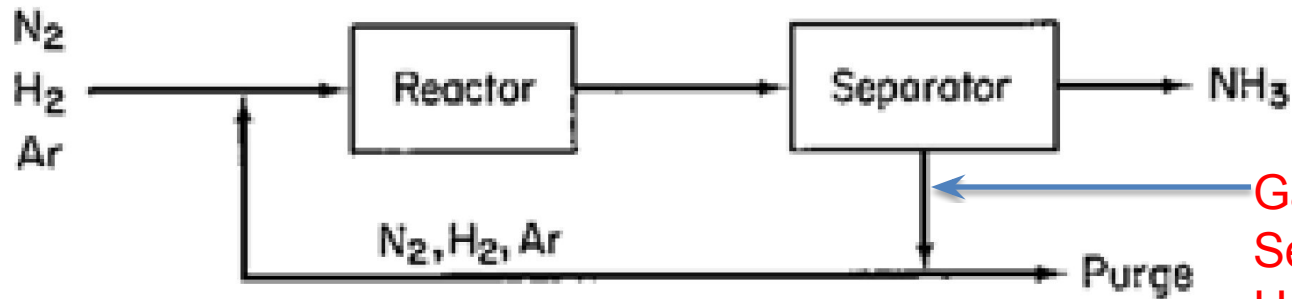 N₂
H₂
Ar
Reactor
Separator
NH₃
N₂, H₂, Ar
Purge